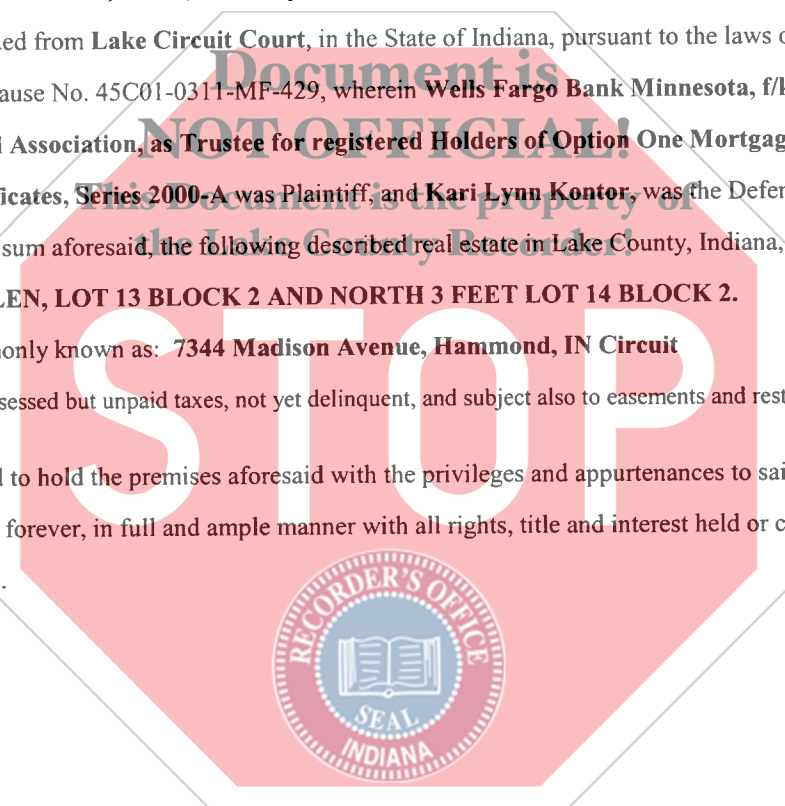 ed from Lake Circuit Court, in the State of Indiana, pursuant to the laws o
Document is
ause No. 45C01-0311-MF-429, wherein Wells Fargo Bank Minnesota, f/k
NOT OFFICIAL!
Association, as Trustee for registered Holders of Option One Mortgag
This Document is the property of
ficates, Series 2000-A was Plaintiff, and Kari Lynn Kontor, was the Defen
the Lake County Recorder!
sum aforesaid, the following described real estate in Lake County, Indiana,
LEN, LOT 13 BLOCK 2 AND NORTH 3 FEET LOT 14 BLOCK 2.
only known as: 7344 Madison Avenue, Hammond, IN Circuit
sessed but unpaid taxes, not yet delinquent, and subject also to easements and rest
STOP
to hold the premises aforesaid with the privileges and appurtenances to sai
forever, in full and ample manner with all rights, title and interest held or c
.
RECORDER'S OFFICE
SEAL
INDIANA